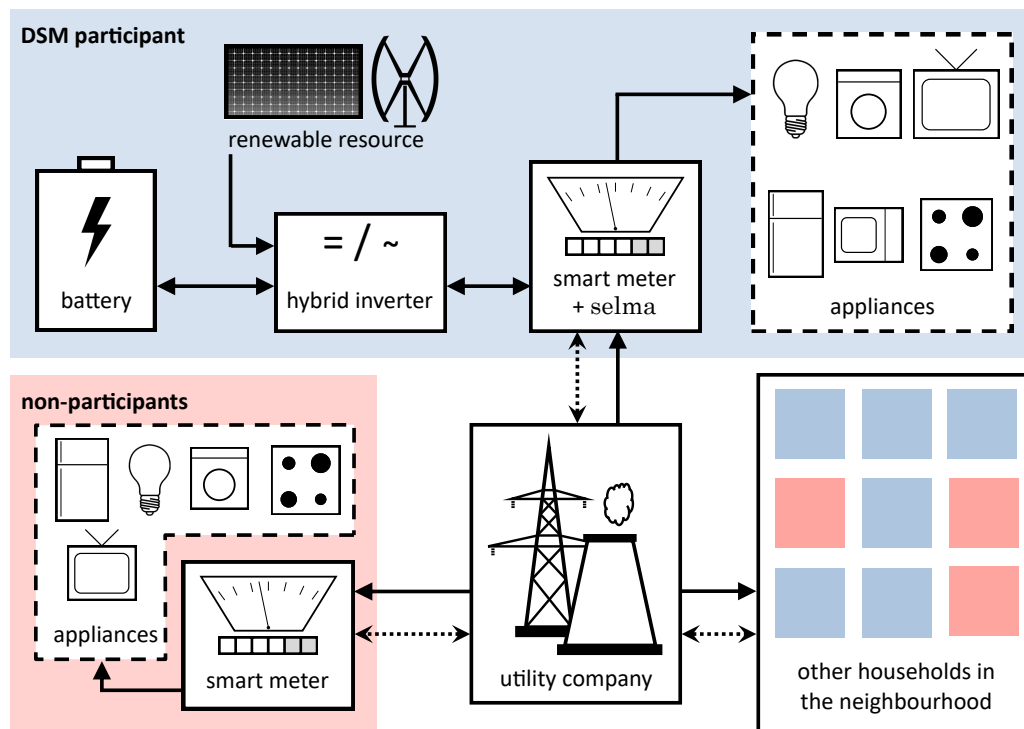 DSM participant
renewable resource
= / ~
battery
hybrid inverter
smart meter
+ selma
appliances
non-participants
appliances
smart meter
utility company
other households in
the neighbourhood